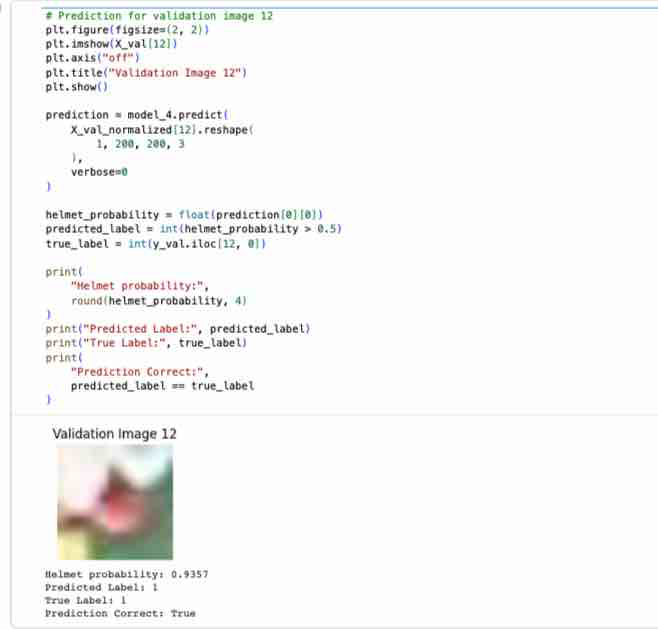 # Prediction for validation image 12
plt.figure(figsize=(2, 2))
plt.imshow(X_val[12])
plt.axis("off")
plt.title("Validation Image 12")
plt.show()

prediction = model_4.predict(
    X_val_normalized[12].reshape(
        1, 200, 200, 3
    ),
    verbose=0
)

helmet_probability = float(prediction[0][0])
predicted_label = int(helmet_probability > 0.5)
true_label = int(y_val.iloc[12, 0])

print(
    "Helmet probability:",
    round(helmet_probability, 4)
)
print("Predicted Label:", predicted_label)
print("True Label:", true_label)
print(
    "Prediction Correct:",
    predicted_label == true_label
)
Validation Image 12
Helmet probability: 0.9357
Predicted Label: 1
True Label: 1
Prediction Correct: True